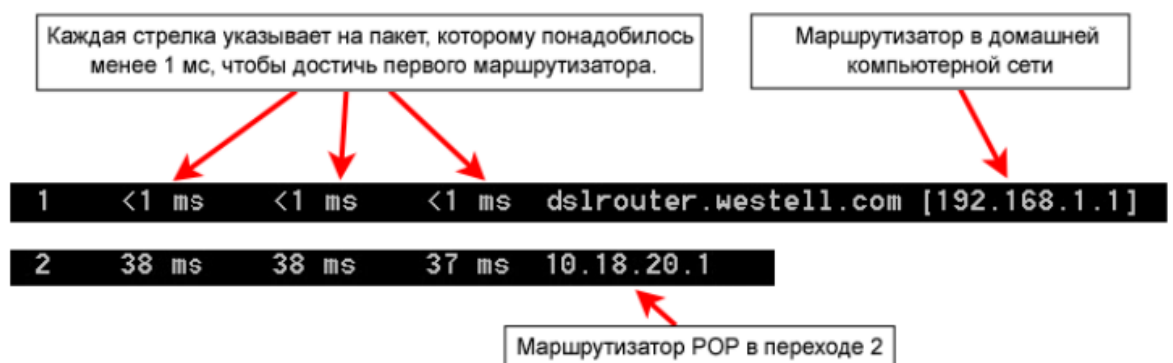 Каждая стрелка указывает на пакет, которому понадобилось
менее 1 мс, чтобы достичь первого маршрутизатора.
Маршрутизатор в домашней
компьютерной сети
1 <1 ms <1 ms <1 ms dslrouter.westell.com [192.168.1.1]
2 38 ms 38 ms 37 ms 10.18.20.1
Маршрутизатор POP в переходе 2